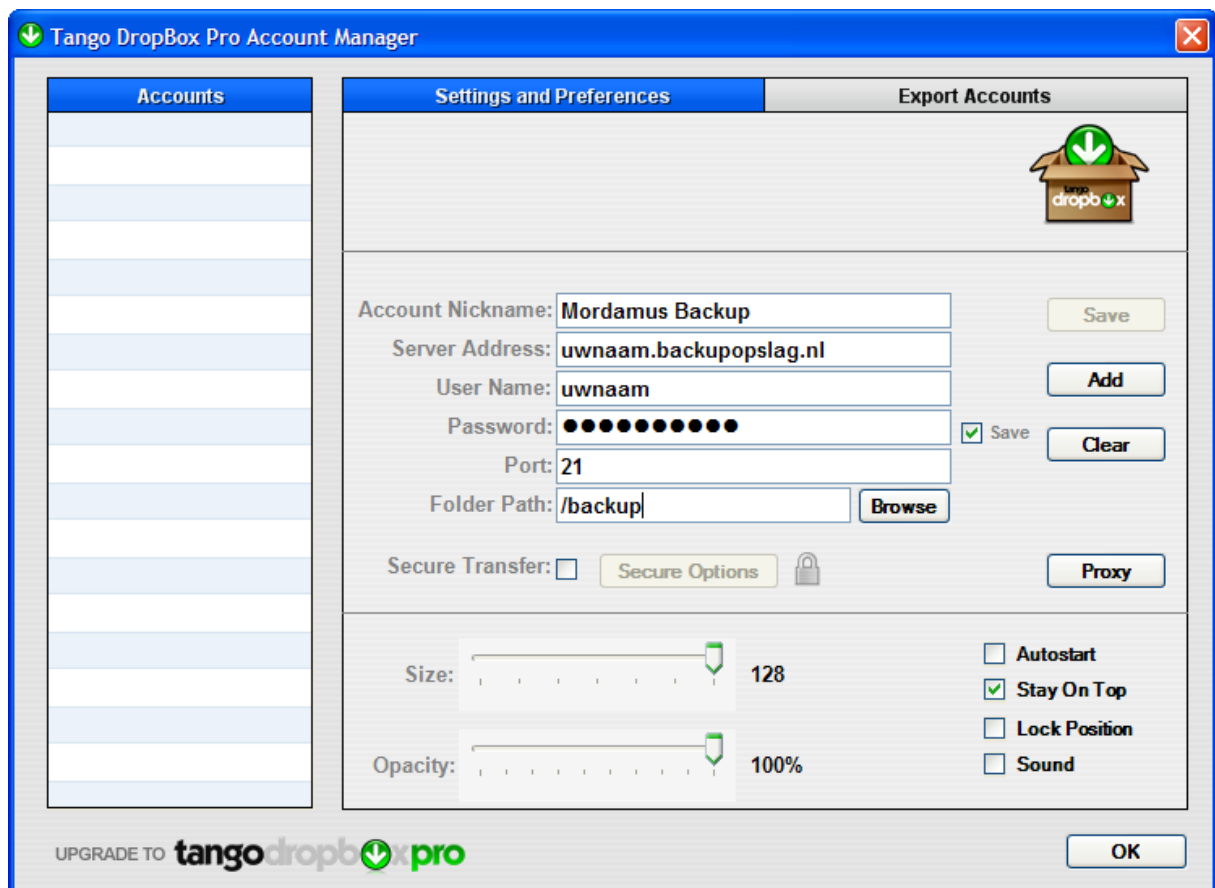 Tango DropBox Pro Account Manager
Accounts
Settings and Preferences
Export Accounts
tango
dropbox
Account Nickname: Mordamus Backup
Save
Server Address: uwnaam.backupopslag.nl
User Name: uwnaam
Add
Password: ●●●●●●●●●●
Save
Clear
Port: 21
Folder Path: /backup
Browse
Secure Transfer:
Secure Options
Proxy
Size:
128
Autostart
Stay On Top
Lock Position
Opacity:
100%
Sound
UPGRADE TO tangodropboxpro
OK